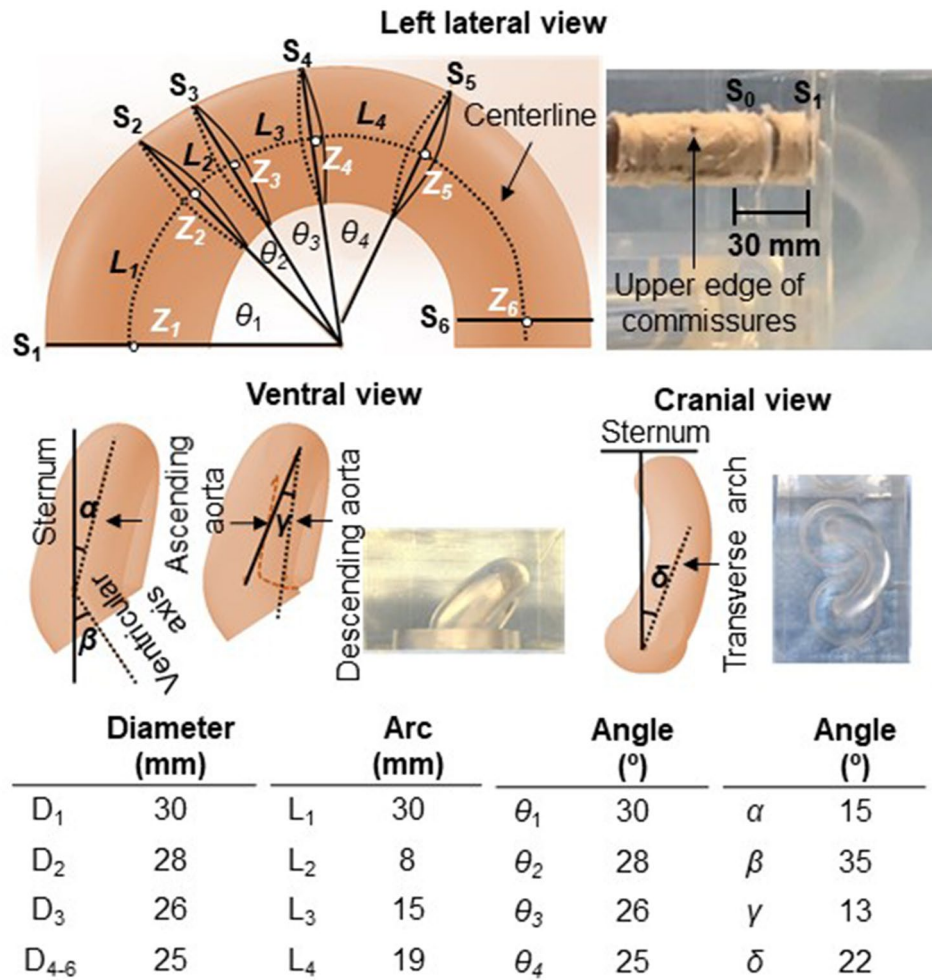 Left lateral view
S₁
S₂
S₃
S₄
S₅
S₆
L₁
L₂
L₃
L₄
Z₁
Z₂
Z₃
Z₄
Z₅
Z₆
θ₁
θ₂
θ₃
θ₄
Centerline
S₀
S₁
30 mm
Upper edge of
commissures
Ventral view
Sternum
α
β
Ventricular
axis
Ascending
aorta
γ
Descending aorta
Cranial view
Sternum
δ
Transverse arch
Diameter (mm) Arc (mm) Angle (º) Angle (º)
D₁ 30 L₁ 30 θ₁ 30 α 15
D₂ 28 L₂ 8 θ₂ 28 β 35
D₃ 26 L₃ 15 θ₃ 26 γ 13
D₄₋₆ 25 L₄ 19 θ₄ 25 δ 22